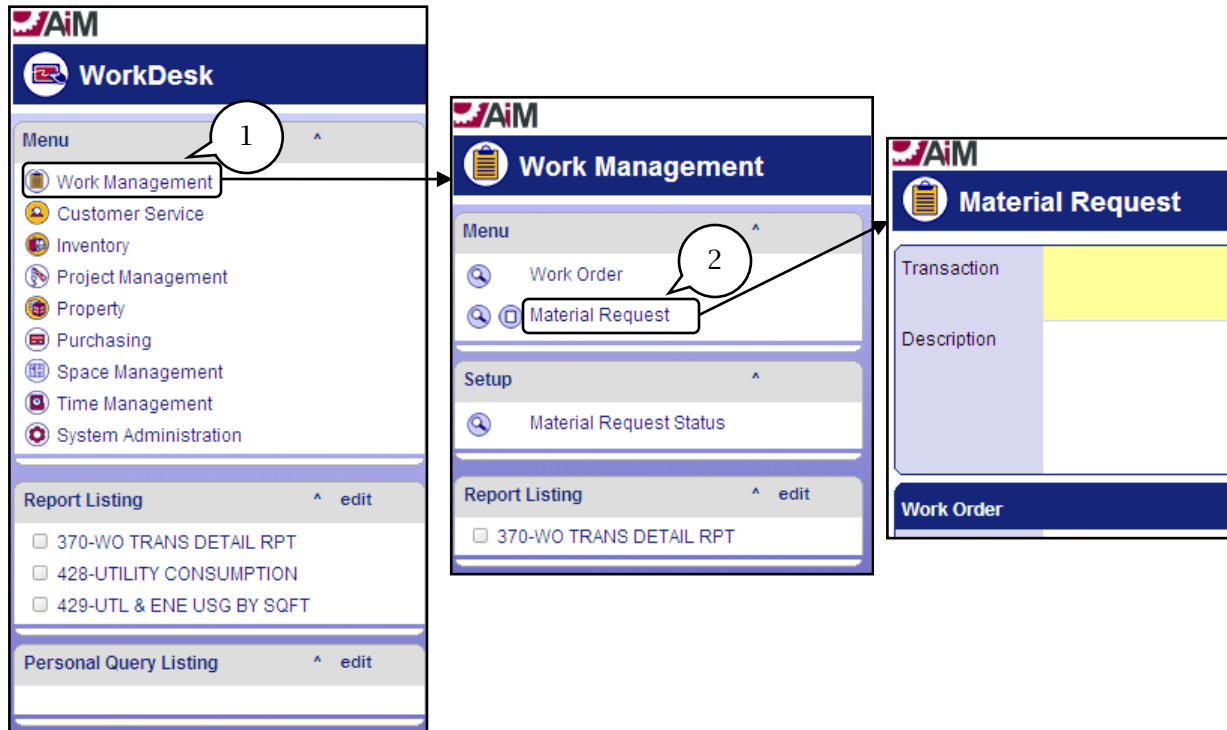 AiM
WorkDesk
Menu ^
1
Work Management
Customer Service
Inventory
Project Management
Property
Purchasing
Space Management
Time Management
System Administration
Report Listing ^ edit
370-WO TRANS DETAIL RPT
428-UTILITY CONSUMPTION
429-UTL & ENE USG BY SQFT
Personal Query Listing ^ edit
AiM
Work Management
Menu ^
2
Work Order
Material Request
Setup ^
Material Request Status
Report Listing ^ edit
370-WO TRANS DETAIL RPT
AiM
Material Request
Transaction
Description
Work Order